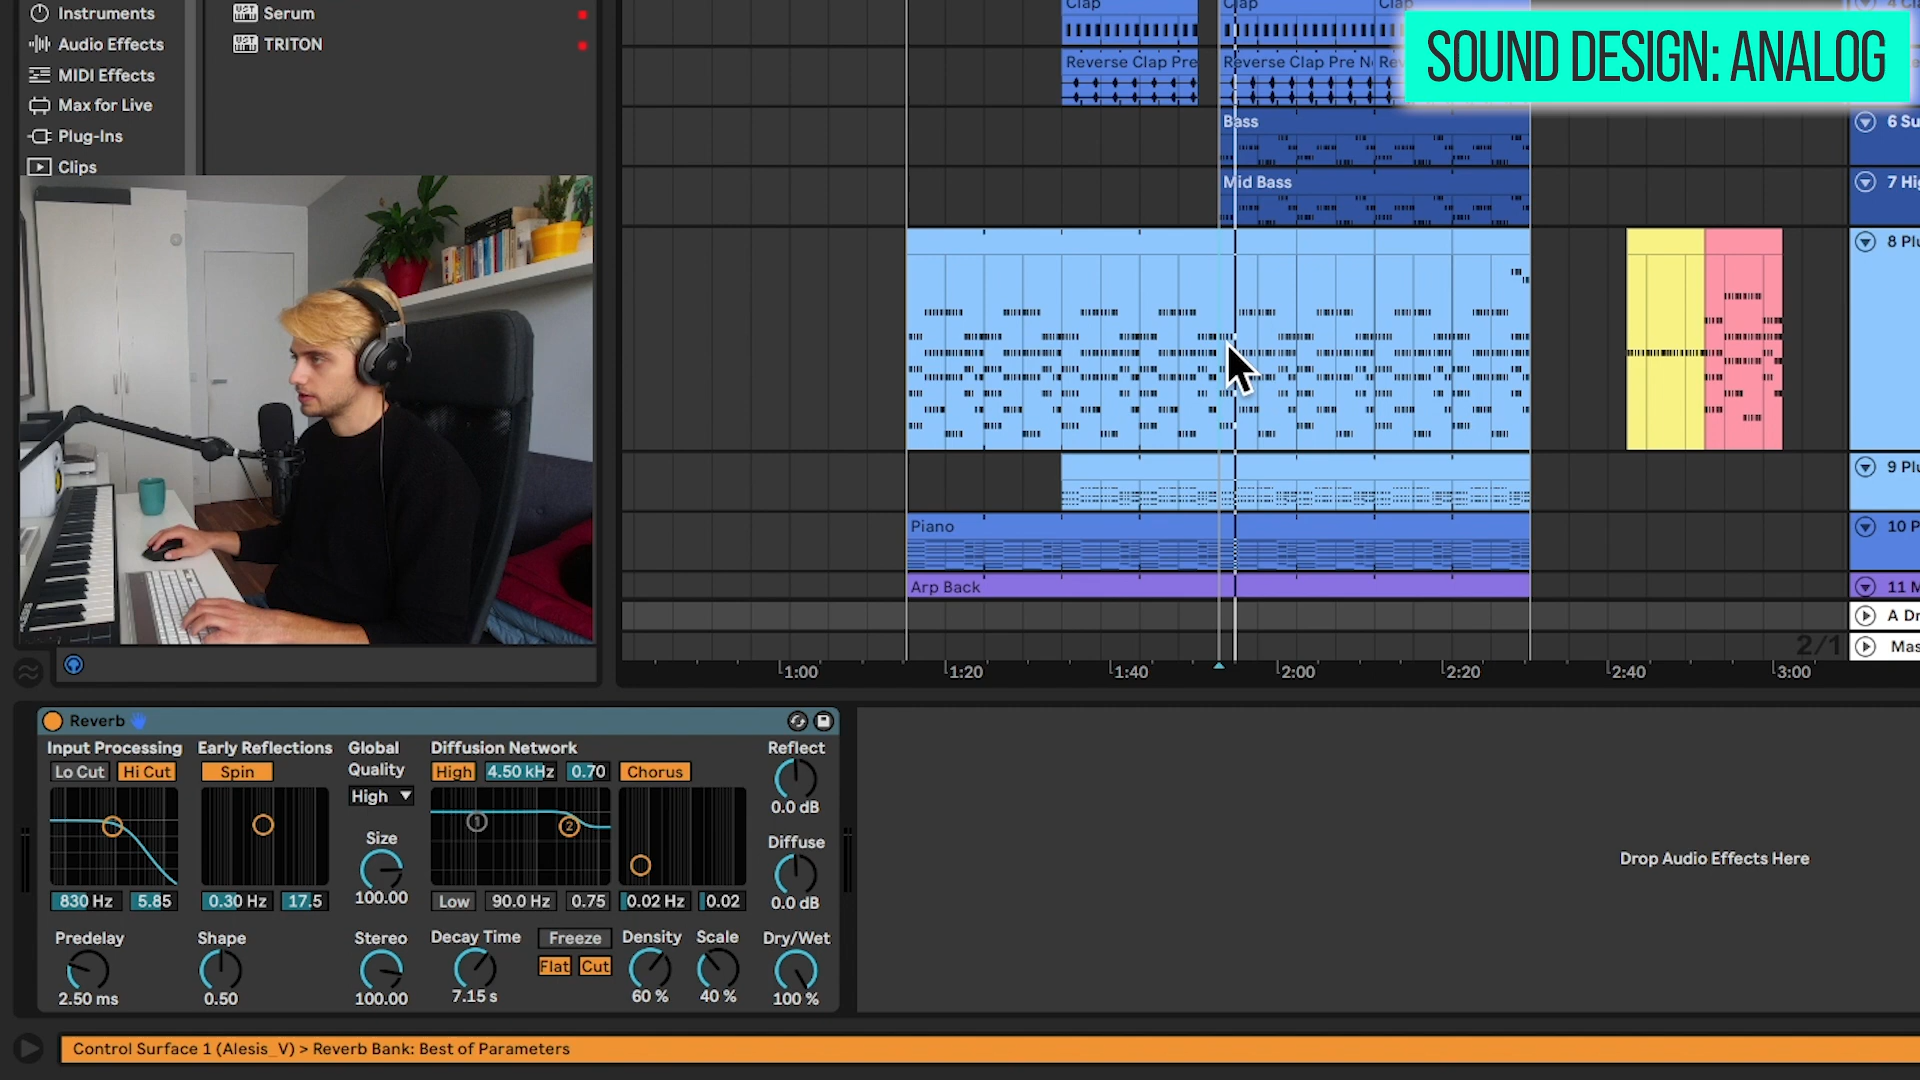 Instruments
Audio Effects
MIDI Effects
Max for Live
Plug-Ins
Clips
Serum
TRITON
Clap
Clap
Clap
Reverse Clap Pre
Reverse Clap Pre N
SOUND DESIGN: ANALOG
Bass
6 Su
Mid Bass
7 Hig
8 Plu
9 Plu
Piano
10 P
Arp Back
11 M
A Dr
2/1
Mas
1:00
1:20
1:40
2:00
2:20
2:40
3:00
Reverb
Input Processing
Lo Cut
Hi Cut
830 Hz
5.85
Predelay
2.50 ms
Early Reflections
Spin
0.30 Hz
17.5
Shape
0.50
Global
Quality
High
Size
100.00
Stereo
100.00
Diffusion Network
High
4.50 kHz
0.70
Chorus
1
2
Low
90.0 Hz
0.75
0.02 Hz
0.02
Decay Time
7.15 s
Freeze
Flat
Cut
Density
60 %
Scale
40 %
Reflect
0.0 dB
Diffuse
0.0 dB
Dry/Wet
100 %
Drop Audio Effects Here
Control Surface 1 (Alesis_V) > Reverb Bank: Best of Parameters